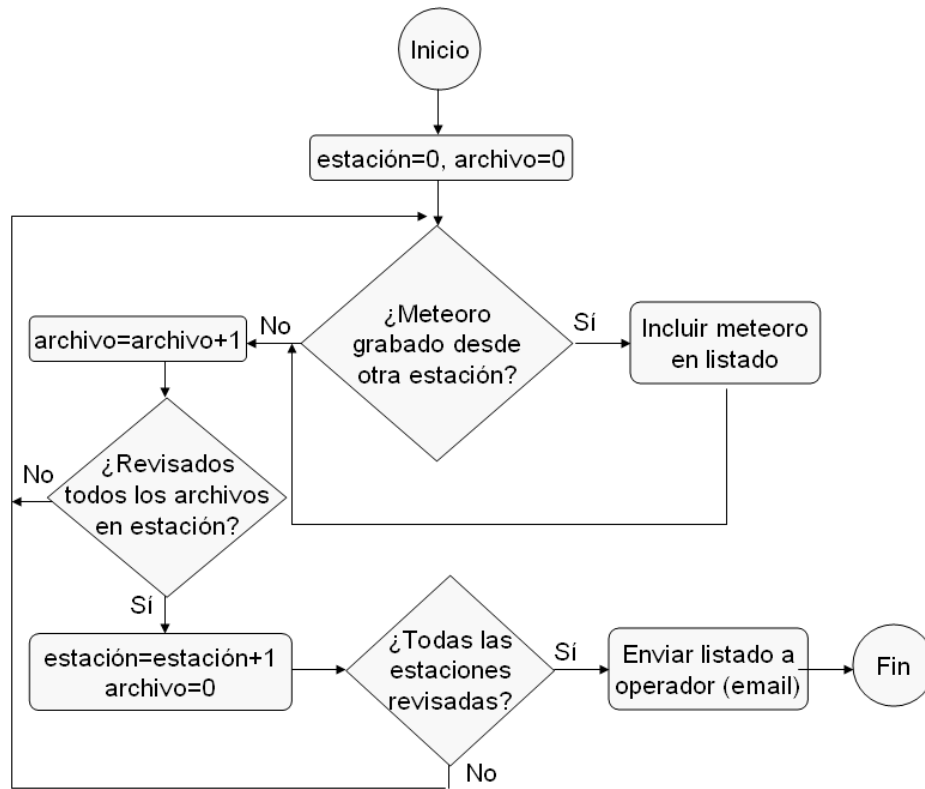 Inicio
estación=0, archivo=0
¿Meteoro
grabado desde
otra estación?
Sí
Incluir meteoro
en listado
No
archivo=archivo+1
¿Revisados
todos los archivos
en estación?
No
Sí
estación=estación+1
archivo=0
¿Todas las
estaciones
revisadas?
Sí
Enviar listado a
operador (email)
Fin
No